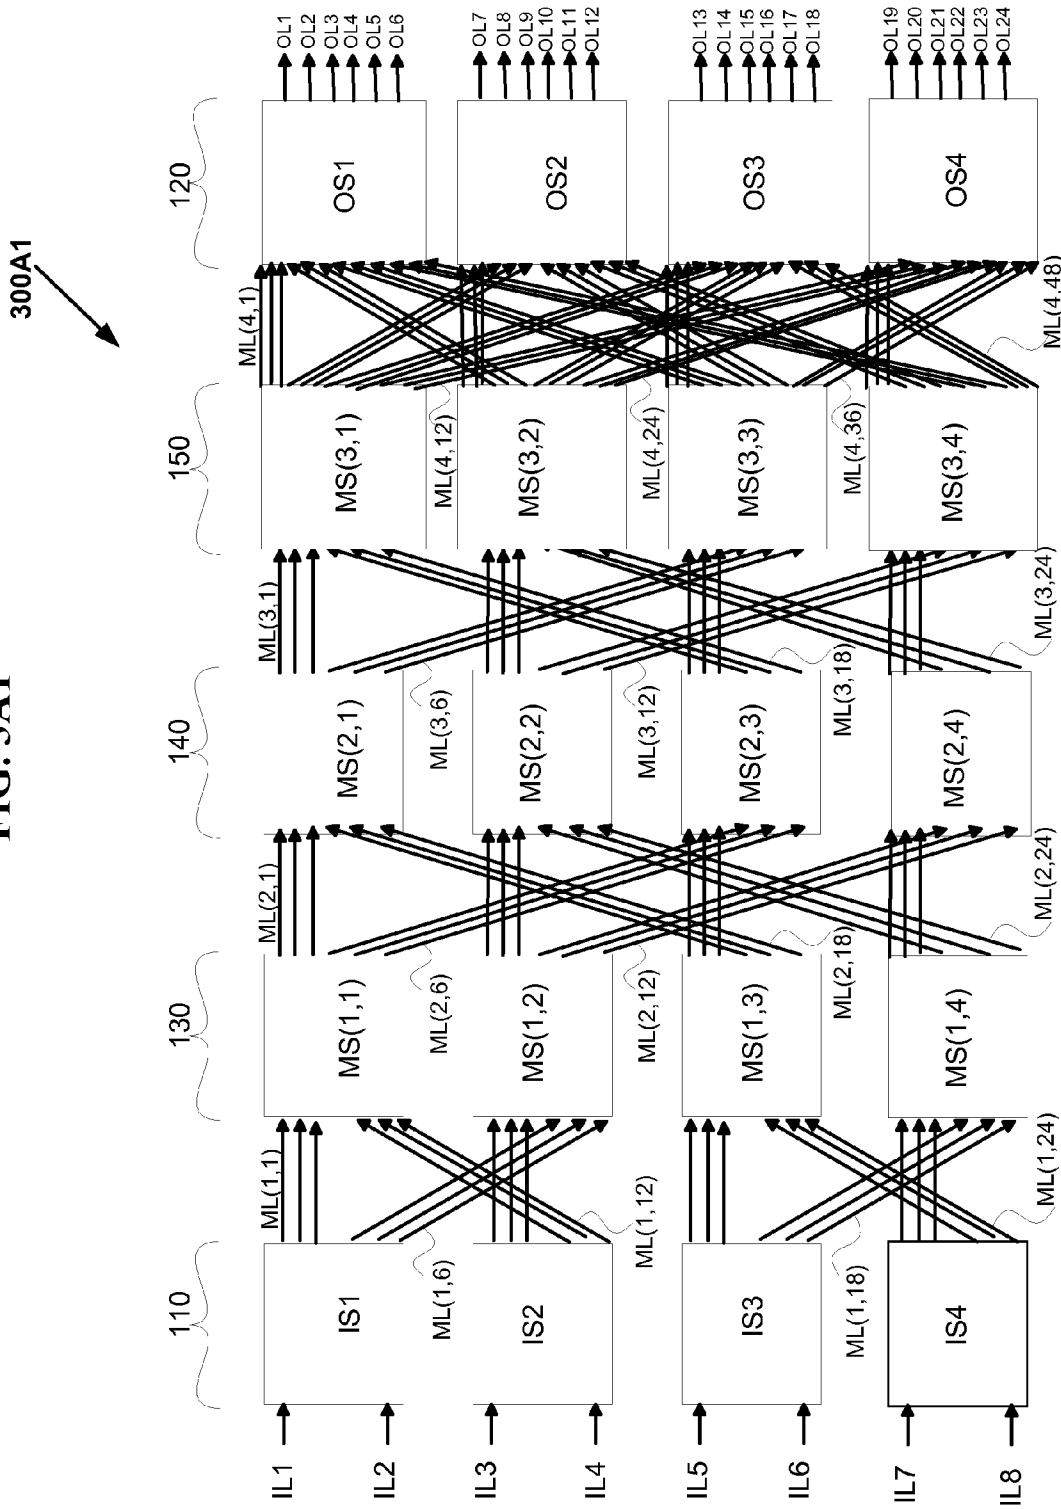 FIG. 3A1
300A1
110
130
140
150
120
IL1
IL2
IS1
ML(1,1)
ML(1,6)
MS(1,1)
ML(2,1)
ML(2,6)
MS(2,1)
ML(3,1)
ML(3,6)
MS(3,1)
ML(4,1)
ML(4,12)
OS1
OL1
OL2
OL3
OL4
OL5
OL6
IL3
IL4
IS2
ML(1,12)
MS(1,2)
ML(2,12)
MS(2,2)
ML(3,12)
MS(3,2)
ML(4,24)
OS2
OL7
OL8
OL9
OL10
OL11
OL12
IL5
IL6
IS3
ML(1,18)
MS(1,3)
ML(2,18)
MS(2,3)
ML(3,18)
MS(3,3)
ML(4,36)
OS3
OL13
OL14
OL15
OL16
OL17
OL18
IL7
IL8
IS4
ML(1,24)
MS(1,4)
ML(2,24)
MS(2,4)
ML(3,24)
MS(3,4)
ML(4,48)
OS4
OL19
OL20
OL21
OL22
OL23
OL24